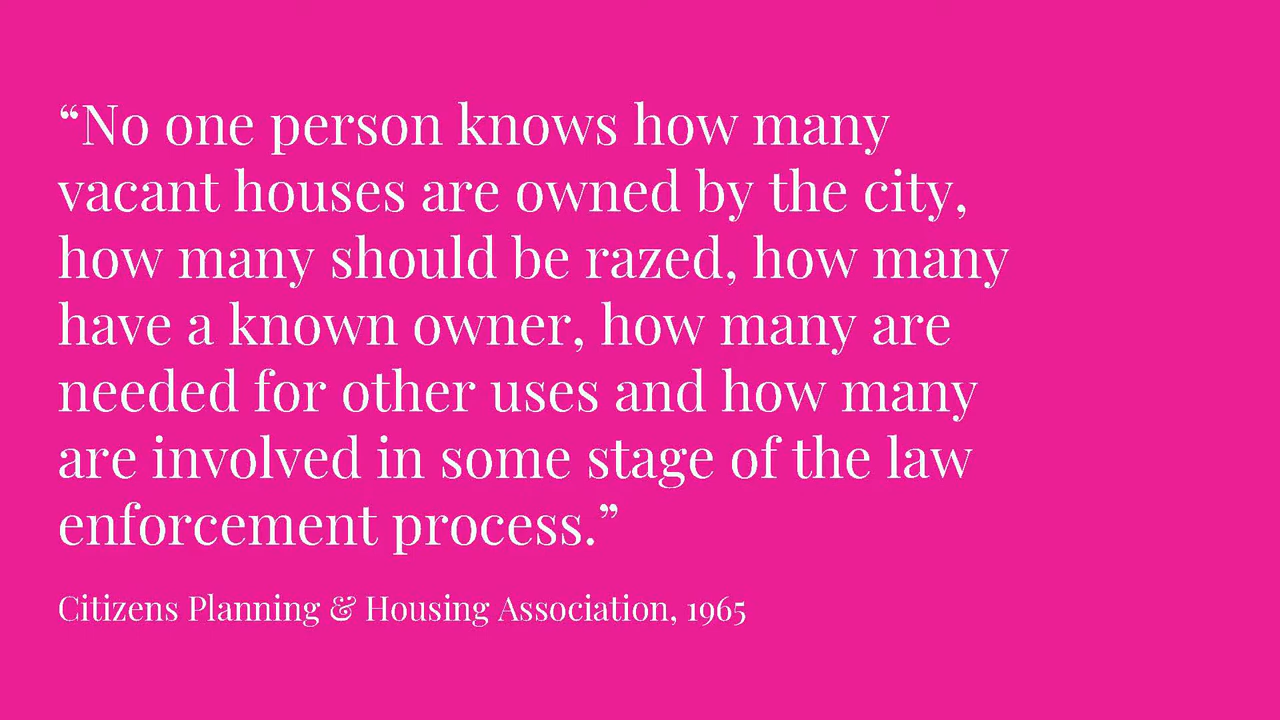 “No one person knows how many
vacant houses are owned by the city,
how many should be razed, how many
have a known owner, how many are
needed for other uses and how many
are involved in some stage of the law
enforcement process.”
Citizens Planning & Housing Association, 1965